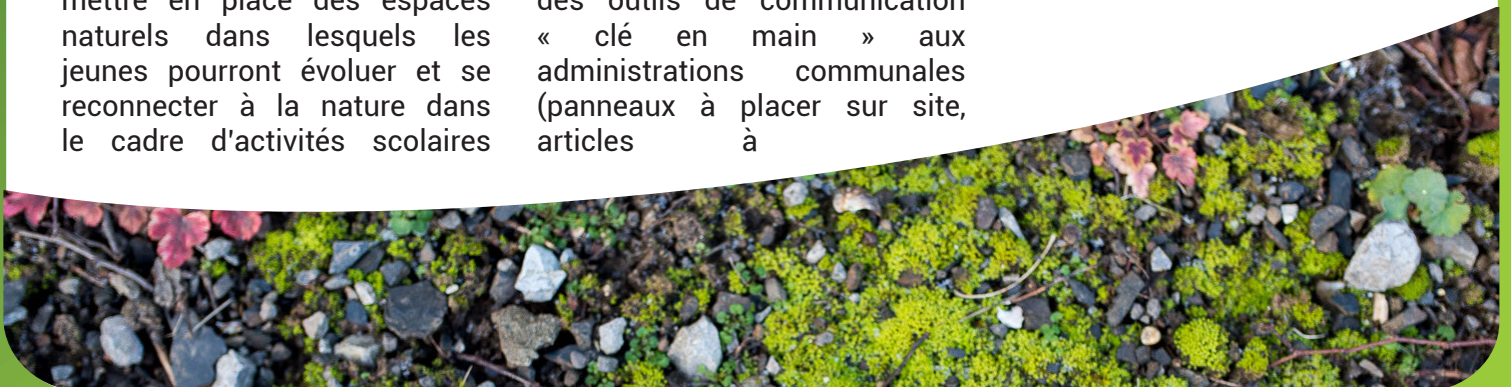 mettre en place des espaces
naturels dans lesquels les
jeunes pourront évoluer et se
reconnecter à la nature dans
le cadre d'activités scolaires
des outils de communication
« clé en main » aux
administrations communales
(panneaux à placer sur site,
articles à